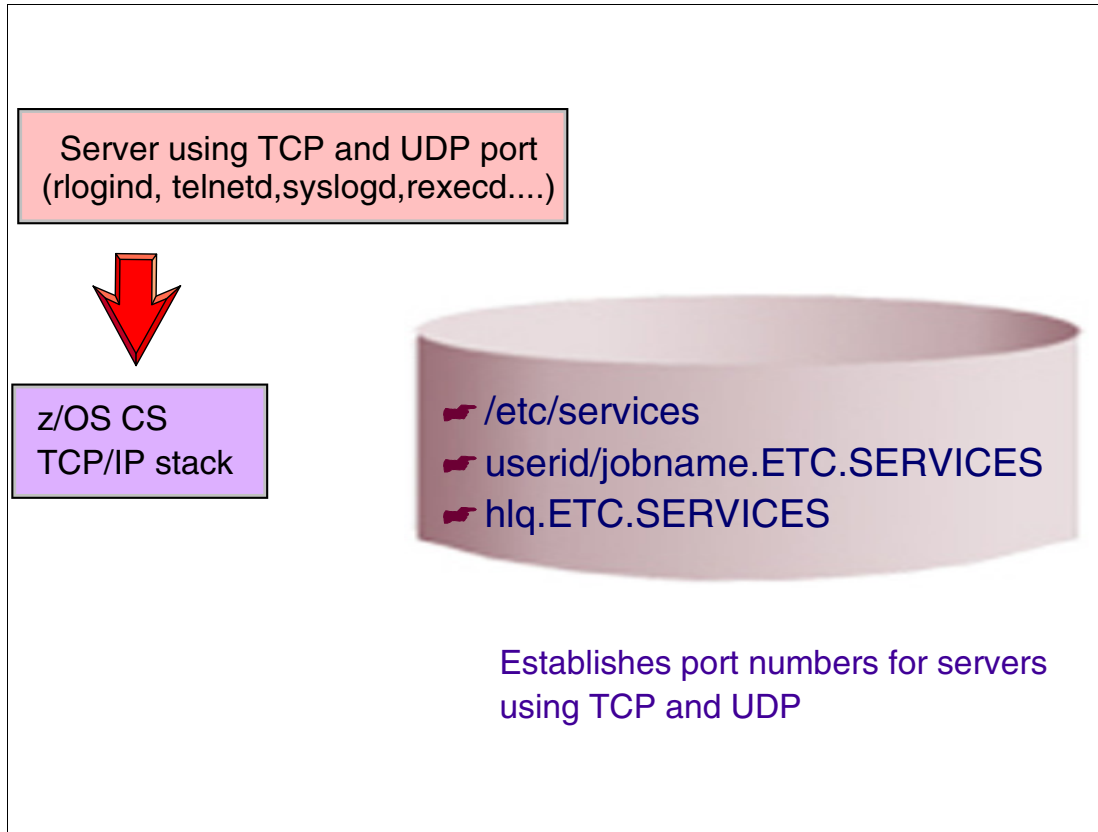 Server using TCP and UDP port
(rlogind, telnetd,syslogd,rexecd....)
z/OS CS
TCP/IP stack
/etc/services
userid/jobname.ETC.SERVICES
hlq.ETC.SERVICES
Establishes port numbers for servers
using TCP and UDP